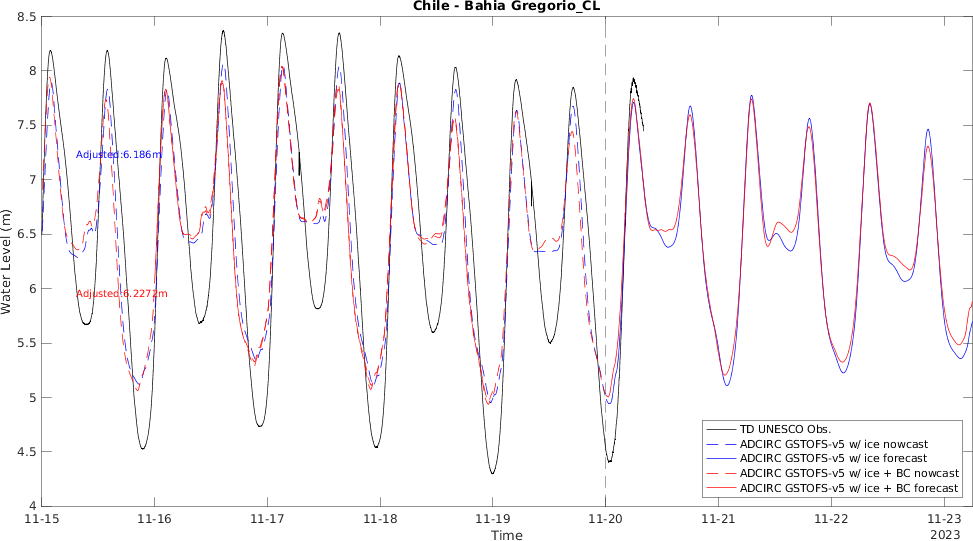 Chile - Bahia Gregorio_CL
8.5
8
7.5
7
6.5
6
5.5
5
4.5
4
Water Level (m)
Adjusted:6.186m
Adjusted:6.2272m
TD UNESCO Obs.
ADCIRC GSTOFS-v5 w/ ice nowcast
ADCIRC GSTOFS-v5 w/ ice forecast
ADCIRC GSTOFS-v5 w/ ice + BC nowcast
ADCIRC GSTOFS-v5 w/ ice + BC forecast
11-15 11-16 11-17 11-18 11-19 11-20 11-21 11-22 11-23
Time
2023